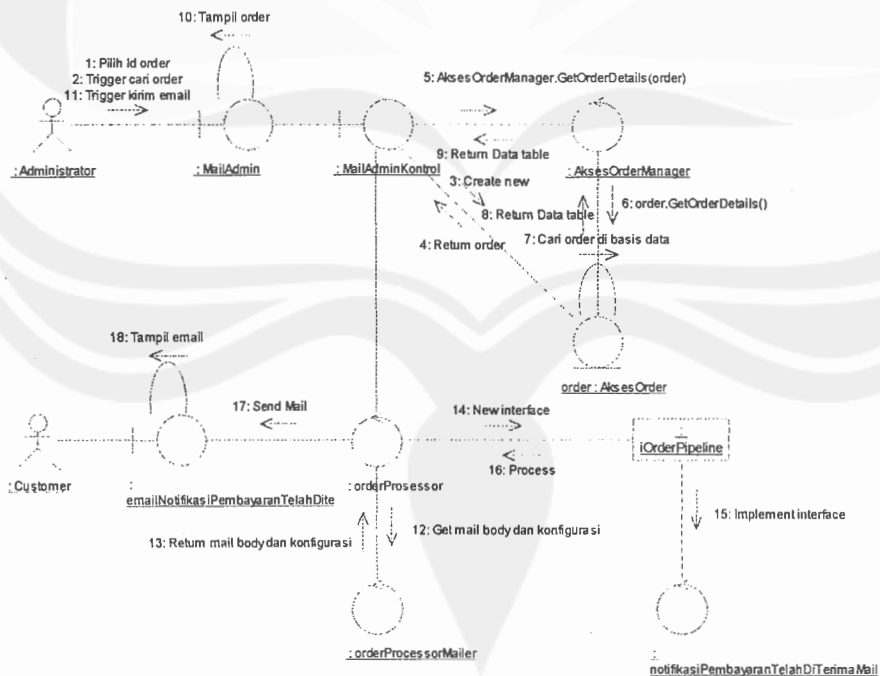 10: Tampil order
1: Pilih Id order
2: Trigger cari order
11: Trigger kirim email
5: AksesOrderManager.GetOrderDetails(order)
9: Return Data table
: Administrator
: MailAdmin
: MailAdminKontrol
: AksesOrderManager
3: Create new
8: Return Data table
6: order.GetOrderDetails()
4: Return order
7: Cari order di basis data
order : AksesOrder
18: Tampil email
17: Send Mail
14: New interface
iOrderPipeline
16: Process
: Customer
:
emailNotifikasiPembayaranTelahDite
: orderProsessor
15: Implement interface
13: Return mail body dan konfigurasi
12: Get mail body dan konfigurasi
: orderProcessorMailer
:
notifikasiPembayaranTelahDiTerimaMail